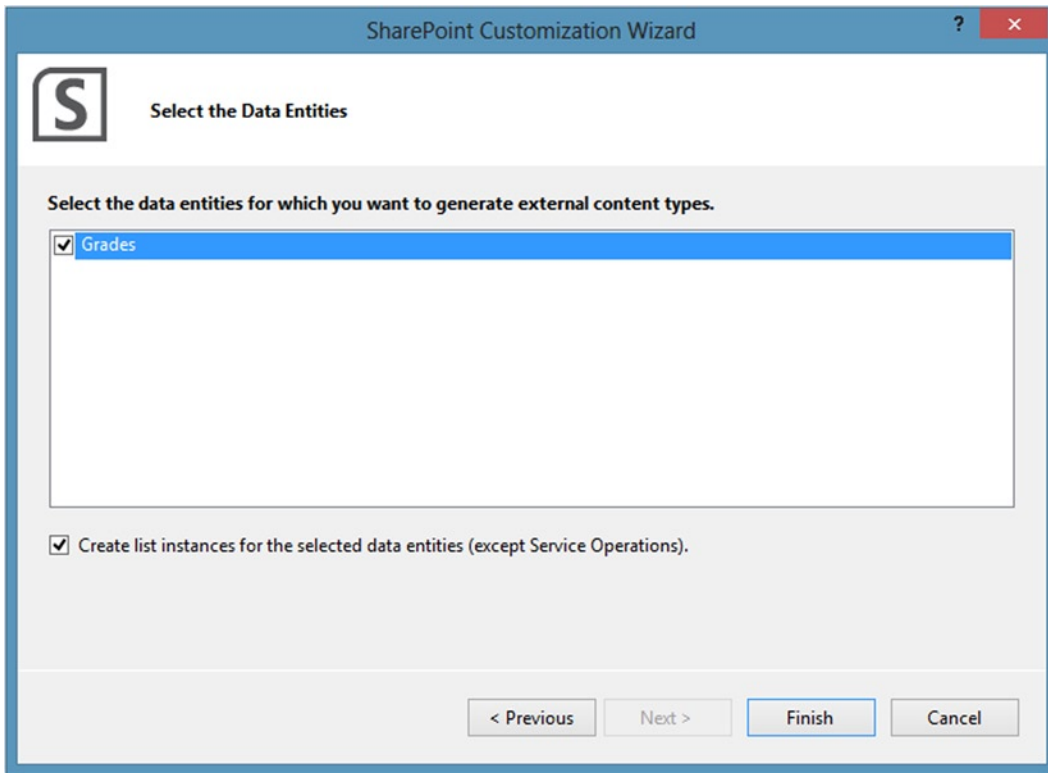 SharePoint Customization Wizard
?
S
Select the Data Entities
Select the data entities for which you want to generate external content types.
Grades
Create list instances for the selected data entities (except Service Operations).
< Previous
Next >
Finish
Cancel